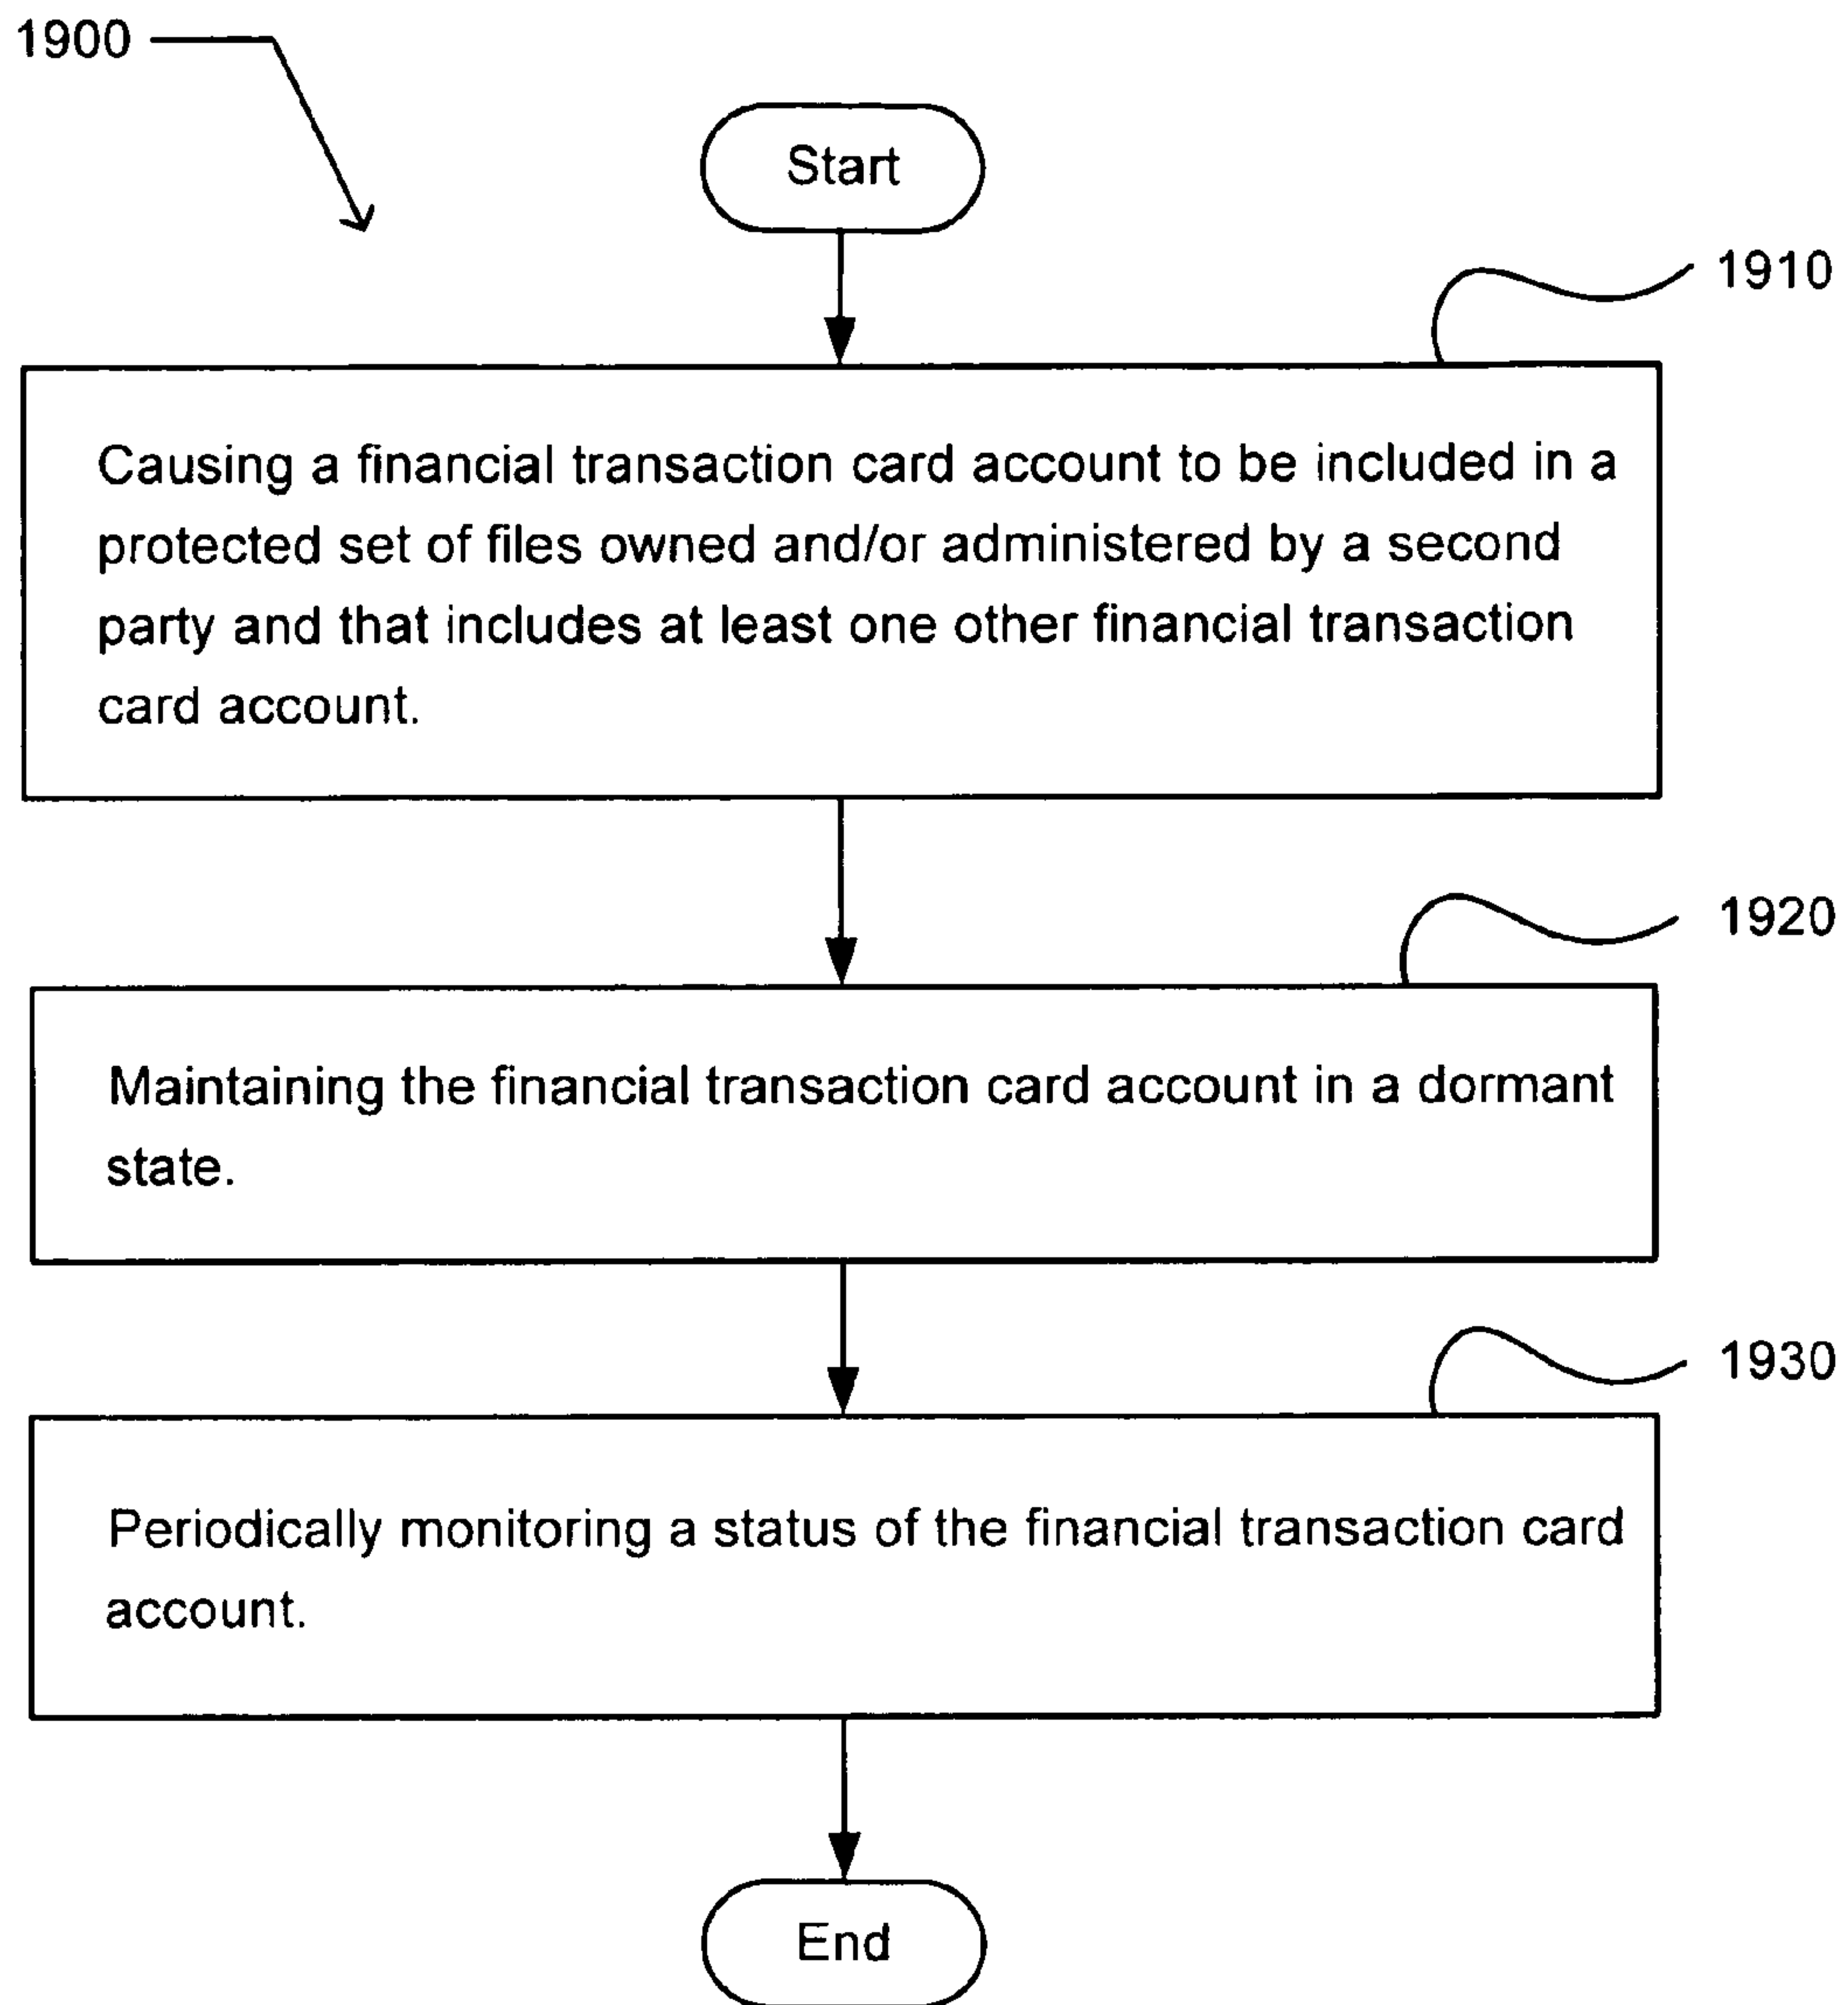 1900
Start
1910
Causing a financial transaction card account to be included in a
protected set of files owned and/or administered by a second
party and that includes at least one other financial transaction
card account.
1920
Maintaining the financial transaction card account in a dormant
state.
1930
Periodically monitoring a status of the financial transaction card
account.
End